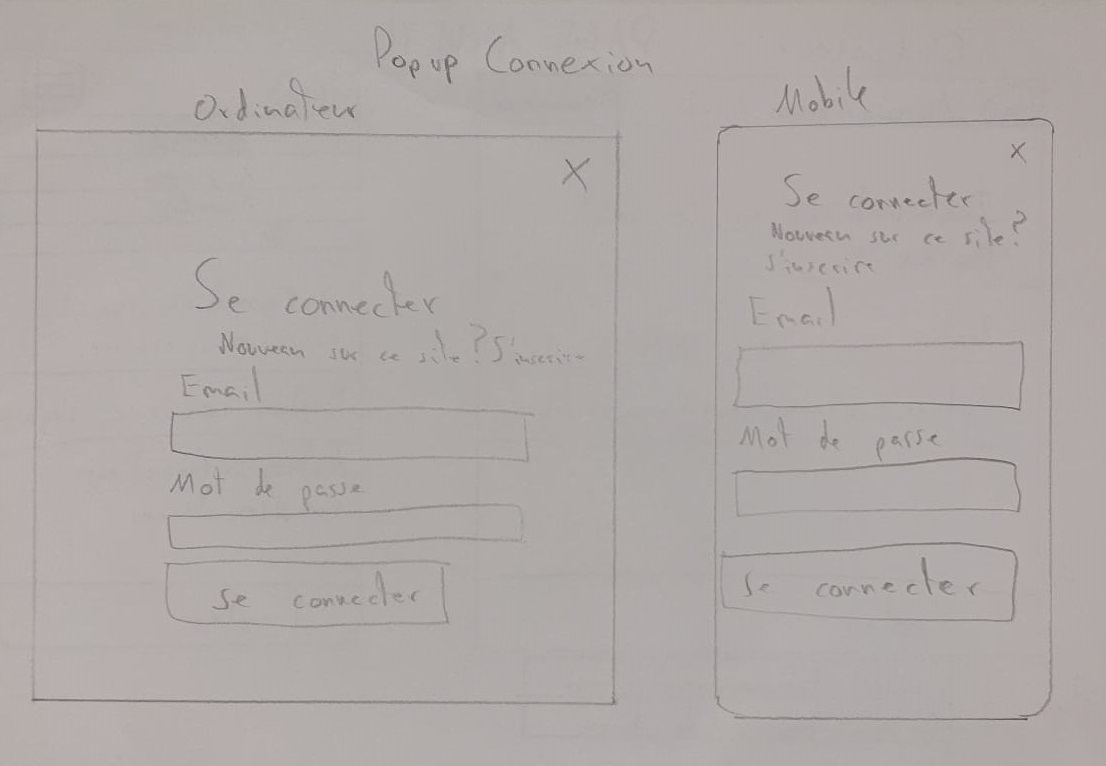 Popup Connexion
Ordinateur
X
Se connecter
Nouveau sur ce site ? S'inscrire
Email
Mot de passe
Se connecter
Mobile
X
Se connecter
Nouveau sur ce site ?
S'inscrire
Email
Mot de passe
Se connecter